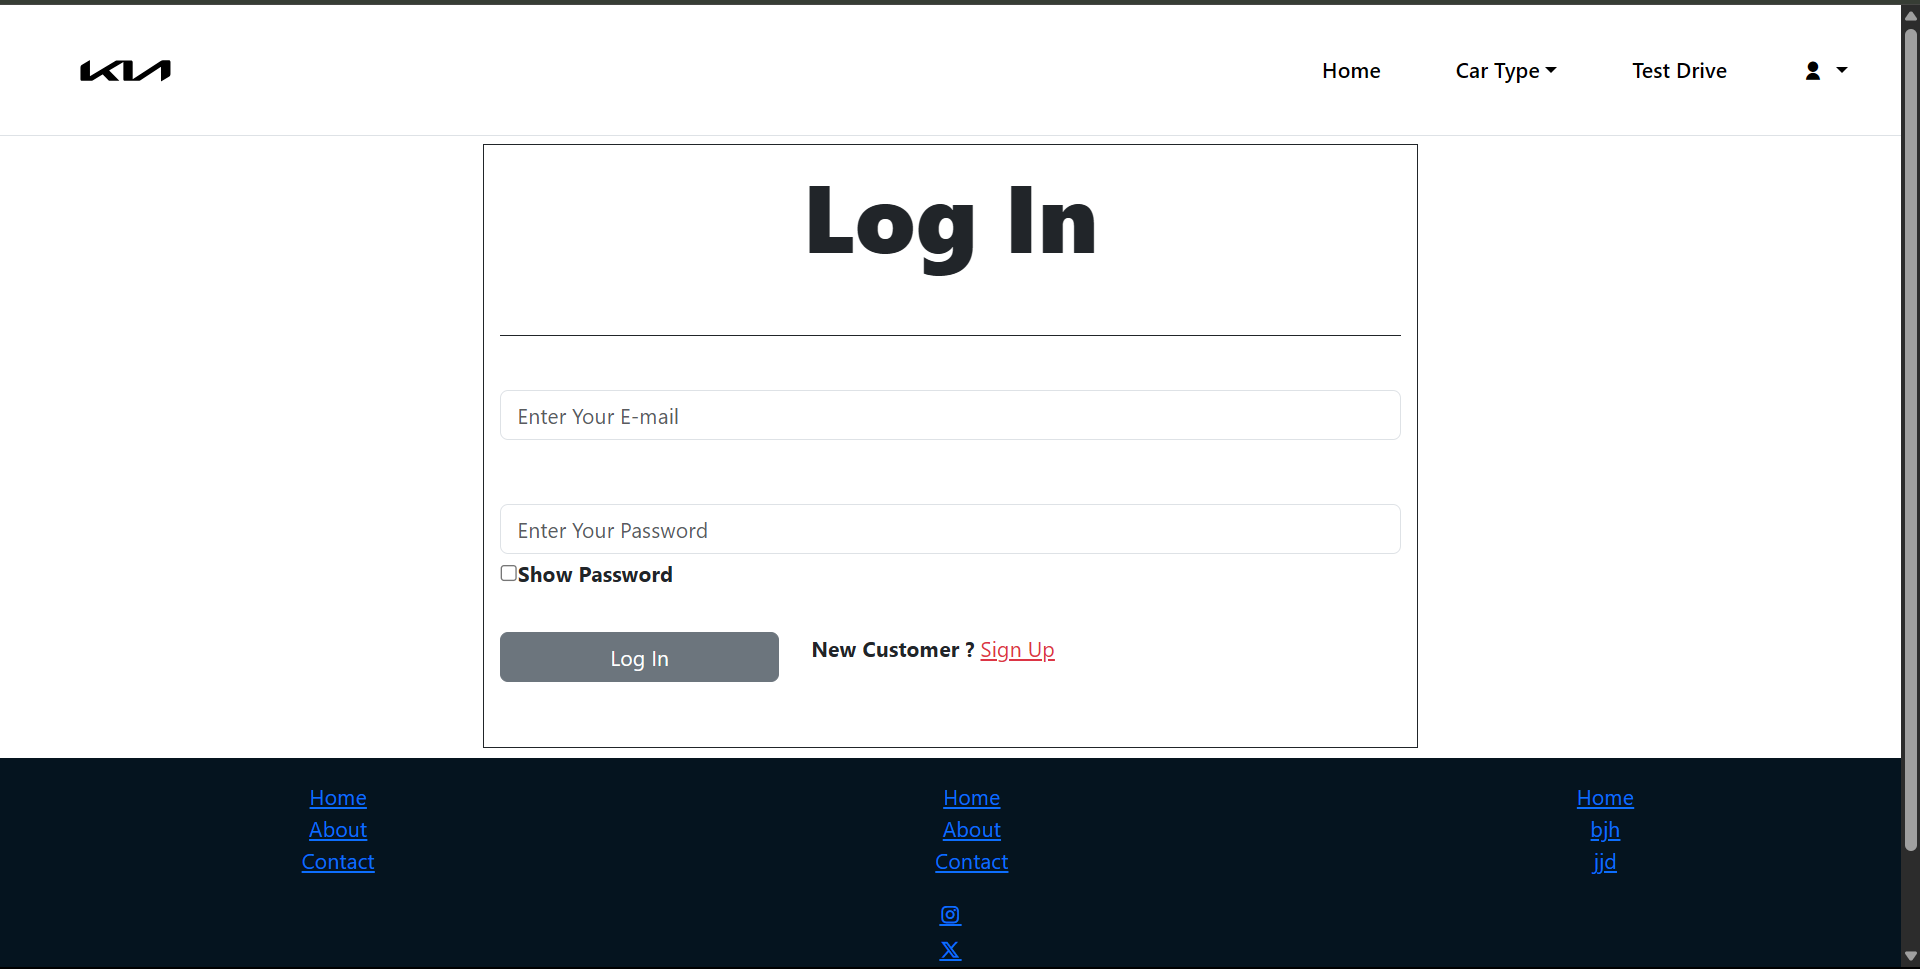 KIA
Home Car Type Test Drive
Log In
Enter Your E-mail
Enter Your Password
Show Password
Log In New Customer ? Sign Up
Home Home Home
About About bjh
Contact Contact jjd